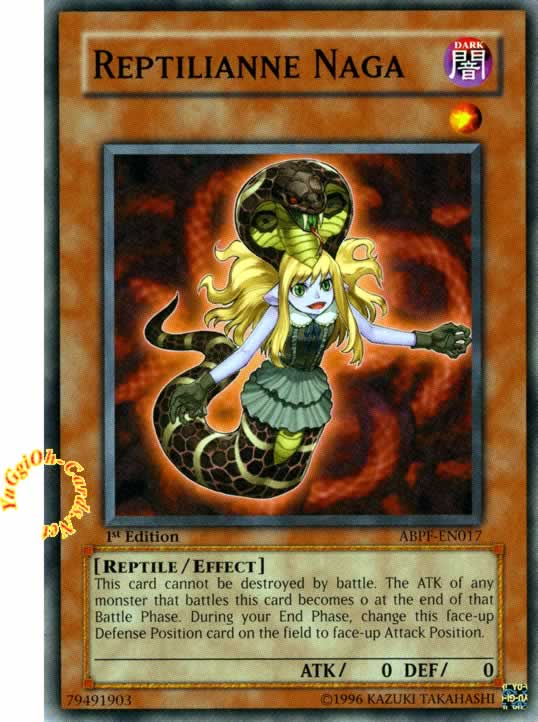 REPTILIANNE NAGA
DARK
闇
1st Edition
ABPF-EN017
[REPTILE/EFFECT]
This card cannot be destroyed by battle. The ATK of any
monster that battles this card becomes 0 at the end of that
Battle Phase. During your End Phase, change this face-up
Defense Position card on the field to face-up Attack Position.
ATK/ 0 DEF/ 0
79491903
©1996 KAZUKI TAKAHASHI
YuGgiOh-Cards.Net